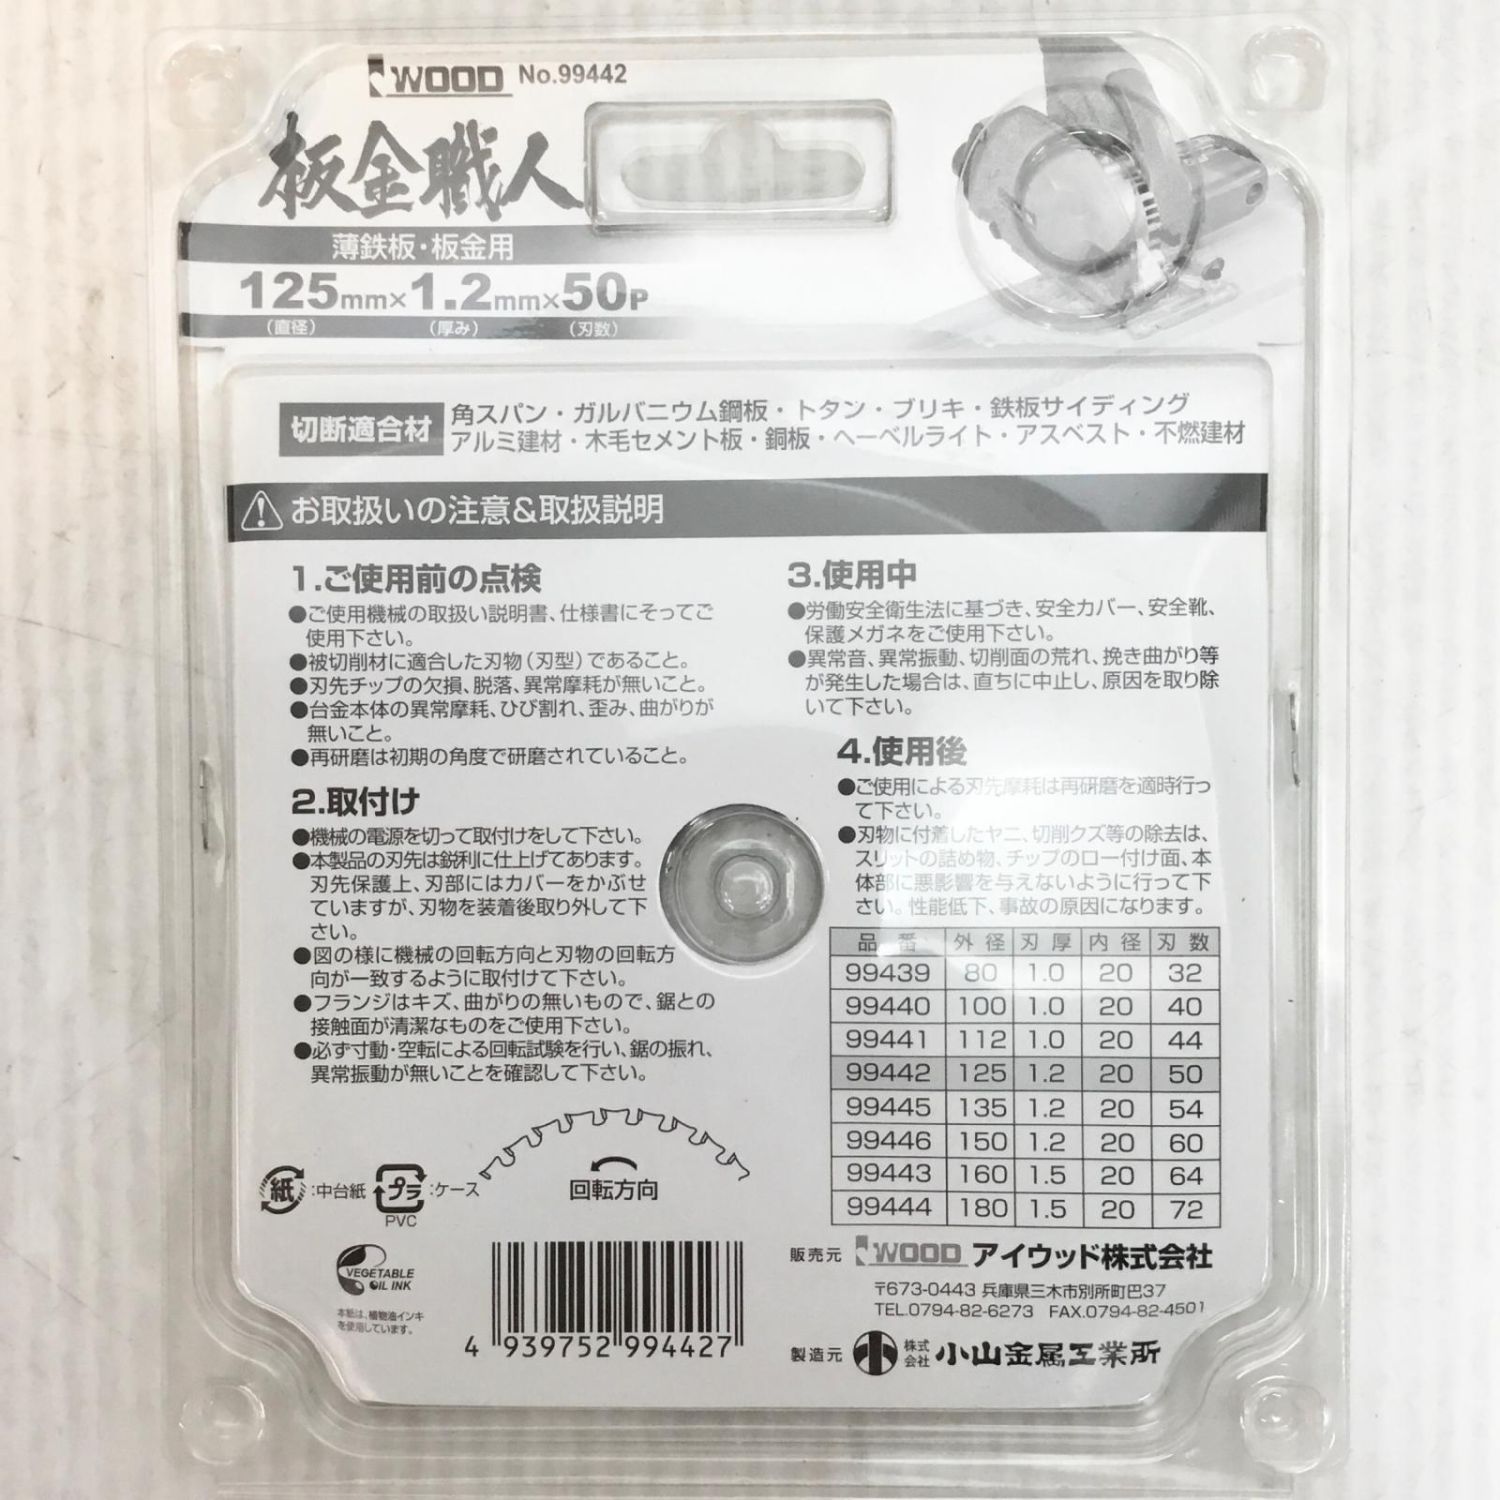 WOOD No.99442
板金職人
薄鉄板・板金用
125mm×1.2mm×50P
(直径) (厚み) (刃数)
切断適合材
角スパン・ガルバニウム鋼板・トタン・ブリキ・鉄板サイディング
アルミ建材・木毛セメント板・銅板・ヘーベルライト・アスベスト・不燃建材
お取扱いの注意&取扱説明
1.ご使用前の点検
●ご使用機械の取扱い説明書、仕様書にそってご
使用下さい。
●被切削材に適合した刃物(刃型)であること。
●刃先チップの欠損、脱落、異常摩耗が無いこと。
●台金本体の異常摩耗、ひび割れ、歪み、曲がりが
無いこと。
●再研磨は初期の角度で研磨されていること。
2.取付け
●機械の電源を切って取付けをして下さい。
●本製品の刃先は鋭利に仕上げてあります。
刃先保護上、刃部にはカバーをかぶせ
ていますが、刃物を装着後取り外して下
さい。
●図の様に機械の回転方向と刃物の回転方
向が一致するように取付けて下さい。
●フランジはキズ、曲がりの無いもので、鋸との
接触面が清潔なものをご使用下さい。
●必ず寸動・空転による回転試験を行い、鋸の振れ、
異常振動が無いことを確認して下さい。
回転方向
紙:中台紙 プラ:ケース
PVC
VEGETABLE
OIL INK
本紙は、植物油インキ
を使用しています。
4 939752 994427
3.使用中
●労働安全衛生法に基づき、安全カバー、安全靴、
保護メガネをご使用下さい。
●異常音、異常振動、切削面の荒れ、挽き曲がり等
が発生した場合は、直ちに中止し、原因を取り除
いて下さい。
4.使用後
●ご使用による刃先摩耗は再研磨を適時行っ
て下さい。
●刃物に付着したヤニ、切削クズ等の除去は、
スリットの詰め物、チップのロー付け面、本
体部に悪影響を与えないように行って下
さい。性能低下、事故の原因になります。
品番 外径 刃厚 内径 刃数
99439 80 1.0 20 32
99440 100 1.0 20 40
99441 112 1.0 20 44
99442 125 1.2 20 50
99445 135 1.2 20 54
99446 150 1.2 20 60
99443 160 1.5 20 64
99444 180 1.5 20 72
販売元 WOOD アイウッド株式会社
〒673-0443 兵庫県三木市別所町巴37
TEL.0794-82-6273 FAX.0794-82-4501
製造元 株式会社 小山金属工業所